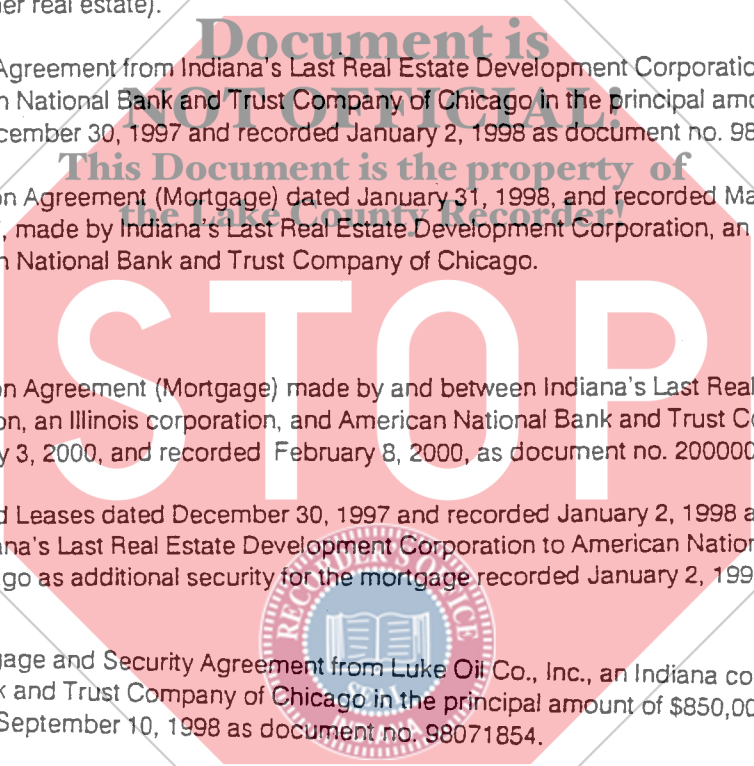 er real estate).
Document is
Agreement from Indiana's Last Real Estate Development Corporatio
n National Bank and Trust Company of Chicago in the principal amo
NOT OFFICIAL!
cember 30, 1997 and recorded January 2, 1998 as document no. 98
This Document is the property of
on Agreement (Mortgage) dated January 31, 1998, and recorded Ma
the Lake County Recorder!
, made by Indiana's Last Real Estate Development Corporation, an
n National Bank and Trust Company of Chicago.
STOP
on Agreement (Mortgage) made by and between Indiana's Last Real
on, an Illinois corporation, and American National Bank and Trust Co
y 3, 2000, and recorded February 8, 2000, as document no. 200000
d Leases dated December 30, 1997 and recorded January 2, 1998 a
ana's Last Real Estate Development Corporation to American Nation
go as additional security for the mortgage recorded January 2, 199
RECORDER'S OFFICE
gage and Security Agreement from Luke Oil Co., Inc., an Indiana co
k and Trust Company of Chicago in the principal amount of $850,00
SEAL
September 10, 1998 as document no. 98071854.
INDIANA